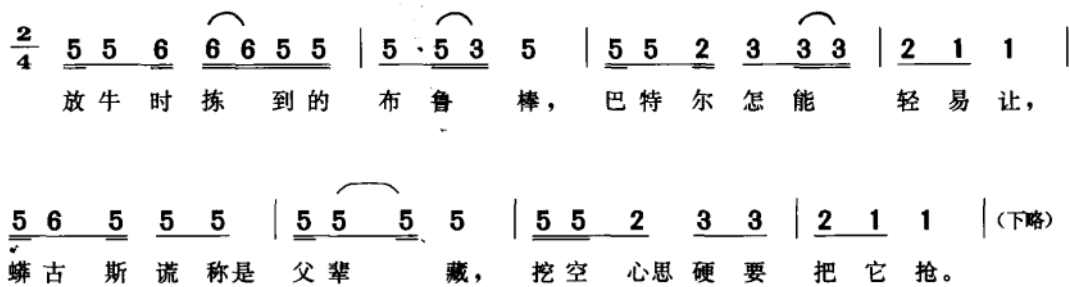 2/4 5 5 6 6 6 5 5 | 5 5 3 5 | 5 5 2 3 3 3 | 2 1 1 |
放牛时拣到的布鲁棒，巴特尔怎能轻易让，
5 6 5 5 5 | 5 5 5 5 | 5 5 2 3 3 | 2 1 1 | (下略)
蟒古斯谎称是父辈藏，挖空心思硬要把它抢。